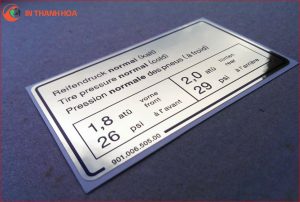 IN THANH HOA
Reifendruck normal (kalt)
Tire pressure normal (cold)
Pression normale des pneus (à froid)
1,8 atü vorne front
26 psi à l'avant
2,0 atü hinten rear
29 psi à l'arrière
901.006.505.00